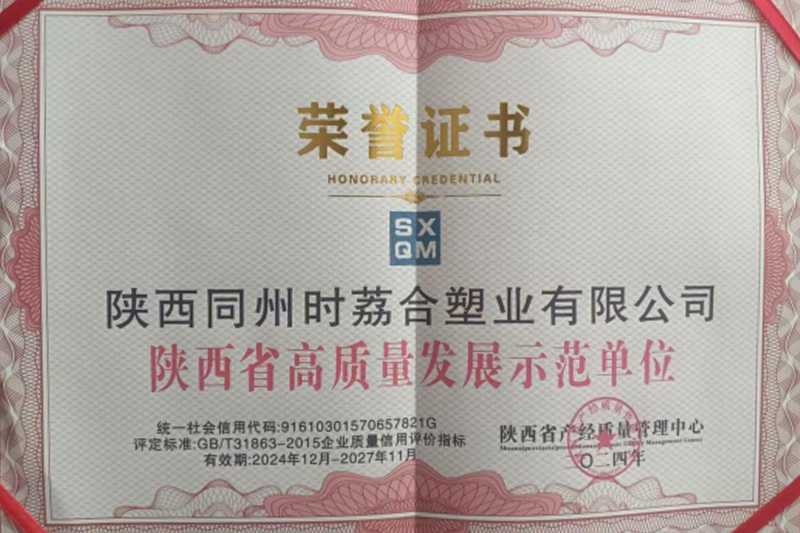 荣誉证书
HONORARY CREDENTIAL
SX
QM
陕西同州时荔合塑业有限公司
陕西省高质量发展示范单位
统一社会信用代码:91610301570657821G
评定标准:GB/T31863-2015企业质量信用评价指标
有效期:2024年12月-2027年11月
陕西省产经质量管理中心
Management Center
二〇二四年